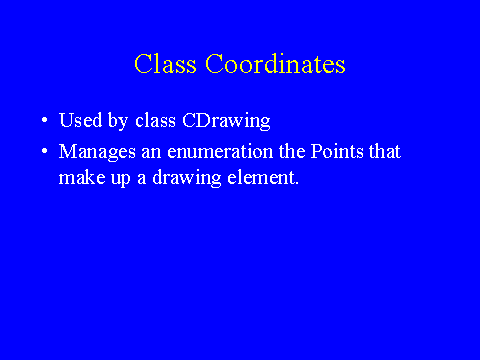 Class Coordinates
• Used by class CDrawing
• Manages an enumeration the Points that
make up a drawing element.